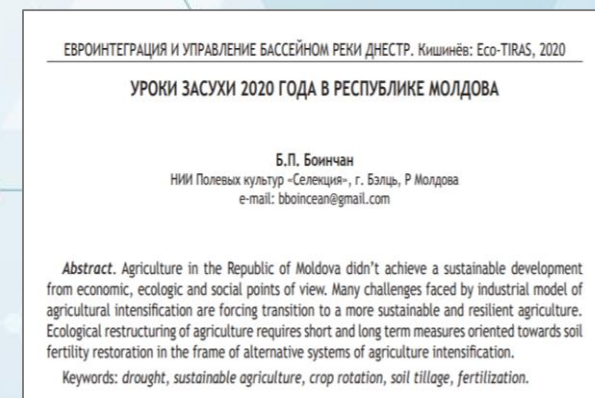 ЕВРОИНТЕГРАЦИЯ И УПРАВЛЕНИЕ БАССЕЙНОМ РЕКИ ДНЕСТР. Кишинёв: Eco-TIRAS, 2020
УРОКИ ЗАСУХИ 2020 ГОДА В РЕСПУБЛИКЕ МОЛДОВА
Б.П. Боинчан
НИИ Полевых культур «Селекция», г. Бэлць, Р Молдова
e-mail: bboincean@gmail.com
Abstract. Agriculture in the Republic of Moldova didn't achieve a sustainable development
from economic, ecologic and social points of view. Many challenges faced by industrial model of
agricultural intensification are forcing transition to a more sustainable and resilient agriculture.
Ecological restructuring of agriculture requires short and long term measures oriented towards soil
fertility restoration in the frame of alternative systems of agriculture intensification.
Keywords: drought, sustainable agriculture, crop rotation, soil tillage, fertilization.